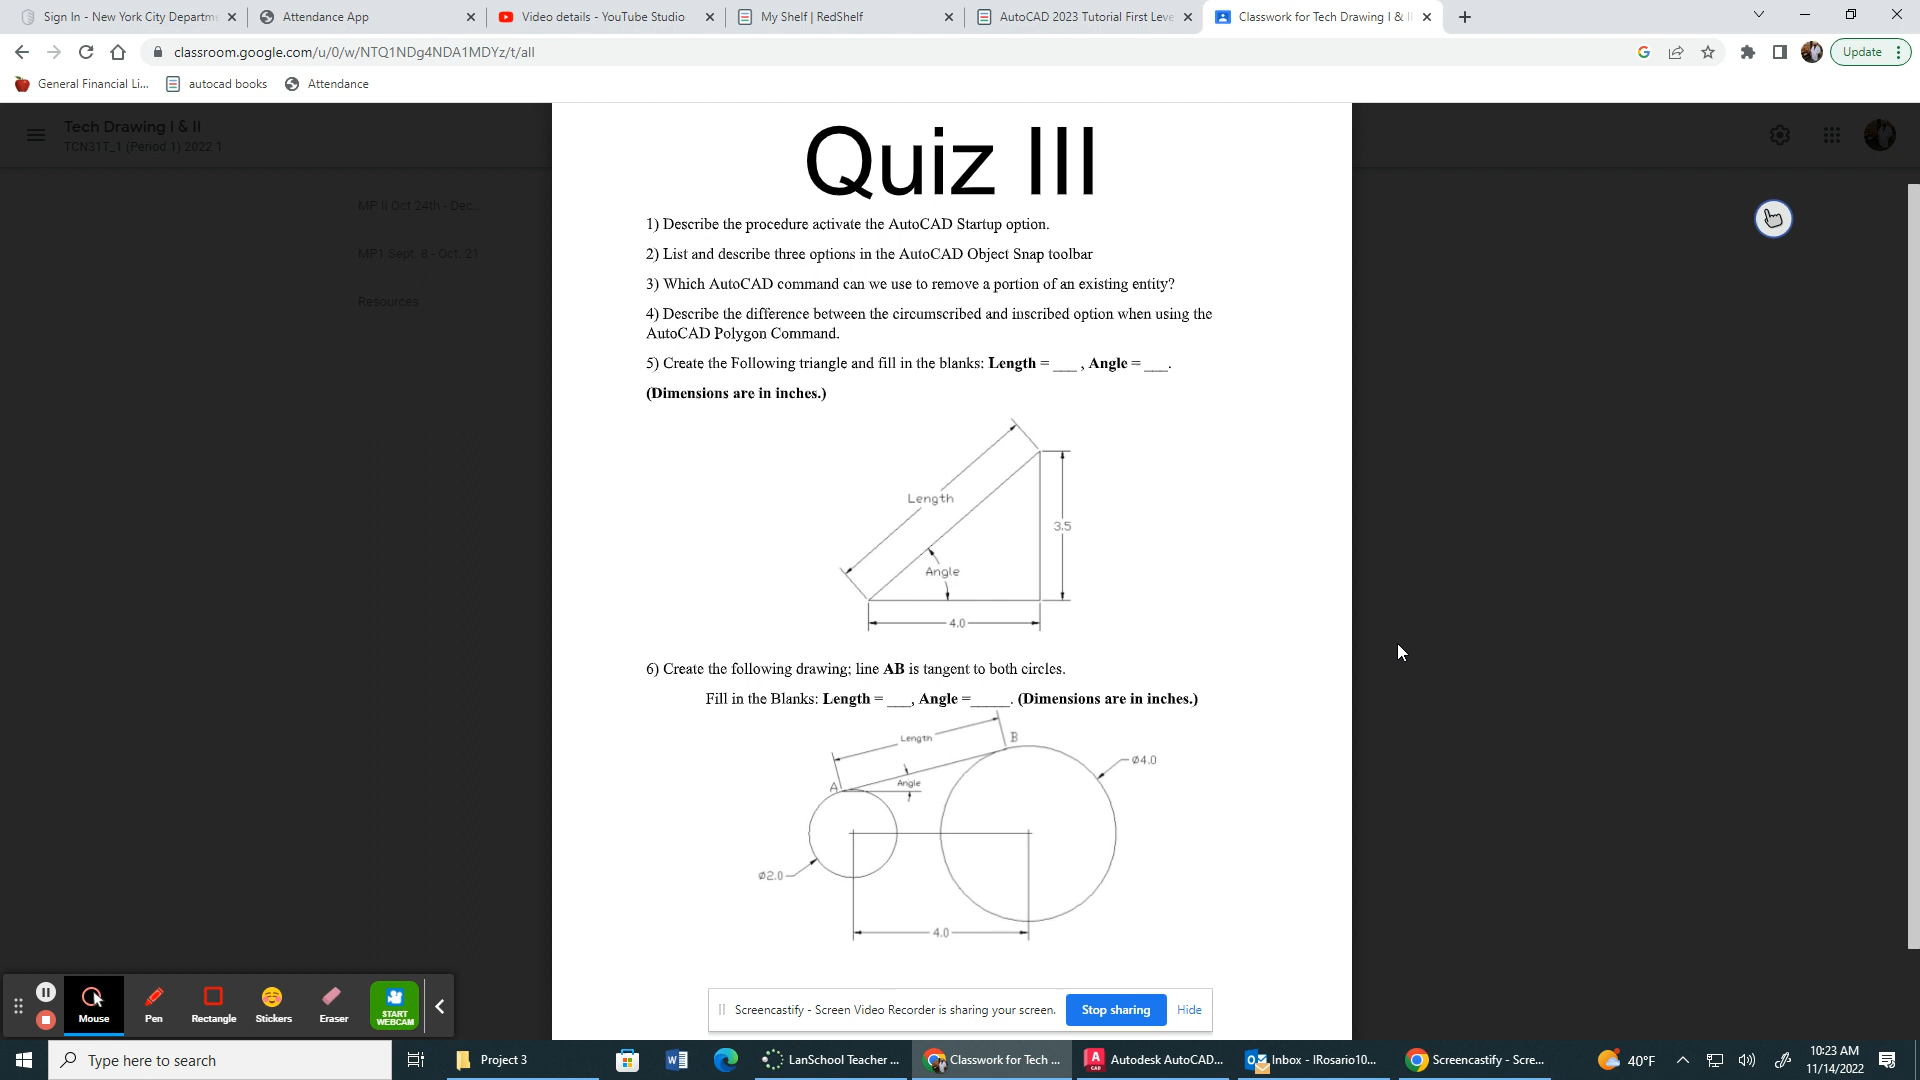 Sign In - New York City Departme
Attendance App
Video details - YouTube Studio
My Shelf | RedShelf
AutoCAD 2023 Tutorial First Leve
Classwork for Tech Drawing I & II
classroom.google.com/u/0/w/NTQ1NDg4NDA1MDYz/t/all
Update
General Financial Li...
autocad books
Attendance
Tech Drawing I & II
TCN31T_1 (Period 1) 2022 1
MP II Oct 24th - Dec...
MP1 Sept. 8 - Oct. 21
Resources
Quiz III
1) Describe the procedure activate the AutoCAD Startup option.
2) List and describe three options in the AutoCAD Object Snap toolbar
3) Which AutoCAD command can we use to remove a portion of an existing entity?
4) Describe the difference between the circumscribed and inscribed option when using the
AutoCAD Polygon Command.
5) Create the Following triangle and fill in the blanks: Length = ___ , Angle = ___.
(Dimensions are in inches.)
Length
3.5
Angle
4.0
6) Create the following drawing; line AB is tangent to both circles.
Fill in the Blanks: Length = ___, Angle =_____. (Dimensions are in inches.)
Length
B
Ø4.0
A
Angle
Ø2.0
4.0
Mouse
Pen
Rectangle
Stickers
Eraser
START
WEBCAM
Screencastify - Screen Video Recorder is sharing your screen.
Stop sharing
Hide
Type here to search
Project 3
LanSchool Teacher ...
Classwork for Tech ...
Autodesk AutoCAD...
Inbox - IRosario10...
Screencastify - Scre...
40°F
10:23 AM
11/14/2022